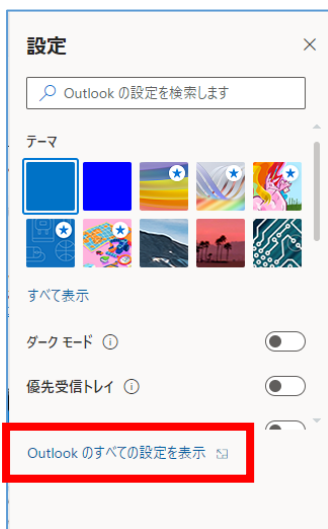 設定
Outlook の設定を検索します
テーマ
すべて表示
ダーク モード
優先受信トレイ
Outlook のすべての設定を表示